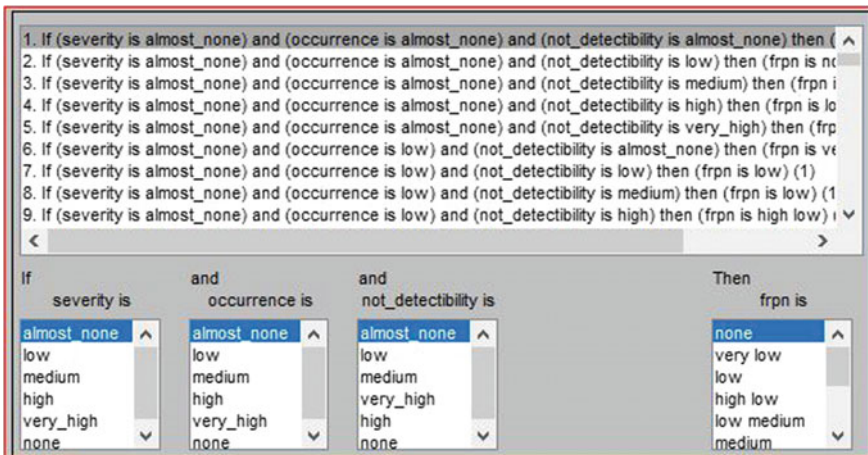 1. If (severity is almost_none) and (occurrence is almost_none) and (not_detectibility is almost_none) then (
2. If (severity is almost_none) and (occurrence is almost_none) and (not_detectibility is low) then (frpn is no
3. If (severity is almost_none) and (occurrence is almost_none) and (not_detectibility is medium) then (frpn i
4. If (severity is almost_none) and (occurrence is almost_none) and (not_detectibility is high) then (frpn is lo
5. If (severity is almost_none) and (occurrence is almost_none) and (not_detectibility is very_high) then (frp
6. If (severity is almost_none) and (occurrence is low) and (not_detectibility is almost_none) then (frpn is ve
7. If (severity is almost_none) and (occurrence is low) and (not_detectibility is low) then (frpn is low) (1)
8. If (severity is almost_none) and (occurrence is low) and (not_detectibility is medium) then (frpn is low) (1
9. If (severity is almost_none) and (occurrence is low) and (not_detectibility is high) then (frpn is high low) (
If and and Then
severity is occurrence is not_detectibility is frpn is
almost_none almost_none almost_none none
low low low very low
medium medium medium low
high high very_high high low
very_high very_high high low medium
none none none medium